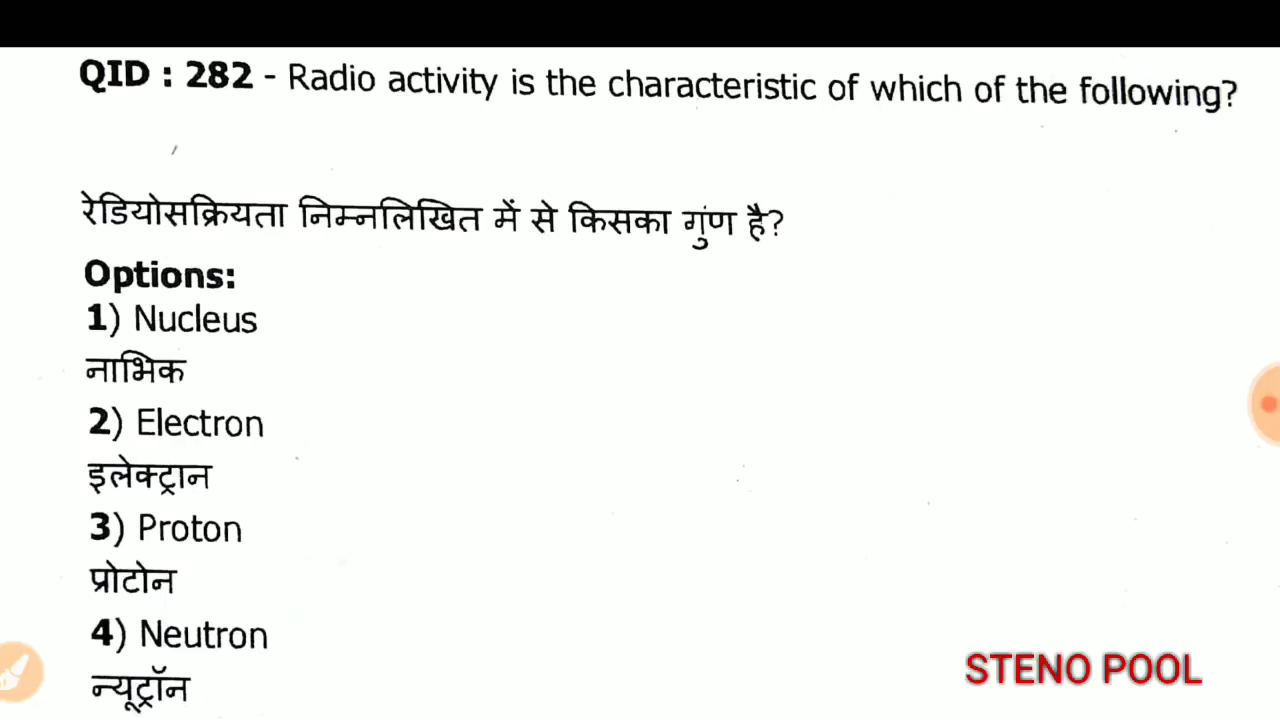 QID : 282 - Radio activity is the characteristic of which of the following?
रेडियोसक्रियता निम्नलिखित में से किसका गुंण है?
Options:
1) Nucleus
नाभिक
2) Electron
इलेक्ट्रान
3) Proton
प्रोटोन
4) Neutron
न्यूट्रॉन
STENO POOL